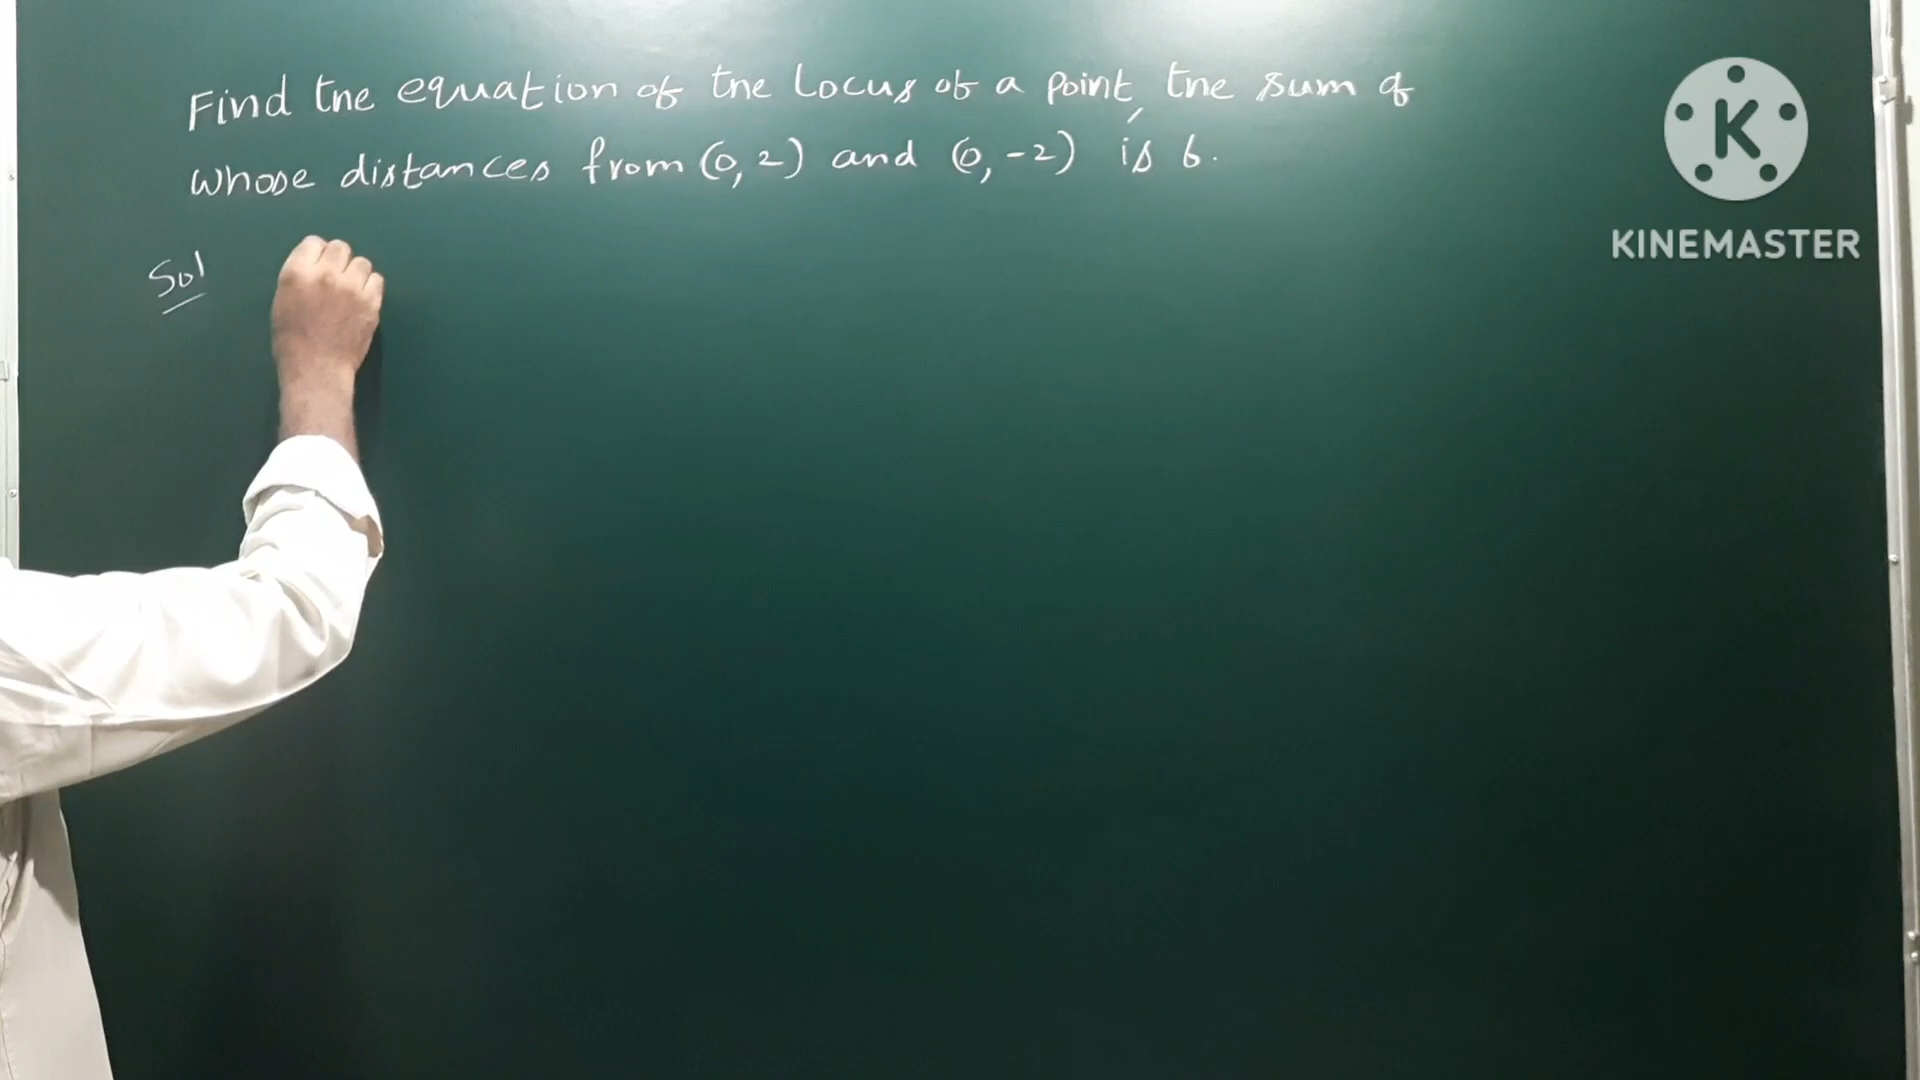 Find the equation of the Locus of a point, the sum of
whose distances from (0, 2) and (0, -2) is 6.
Sol
K
KINEMASTER